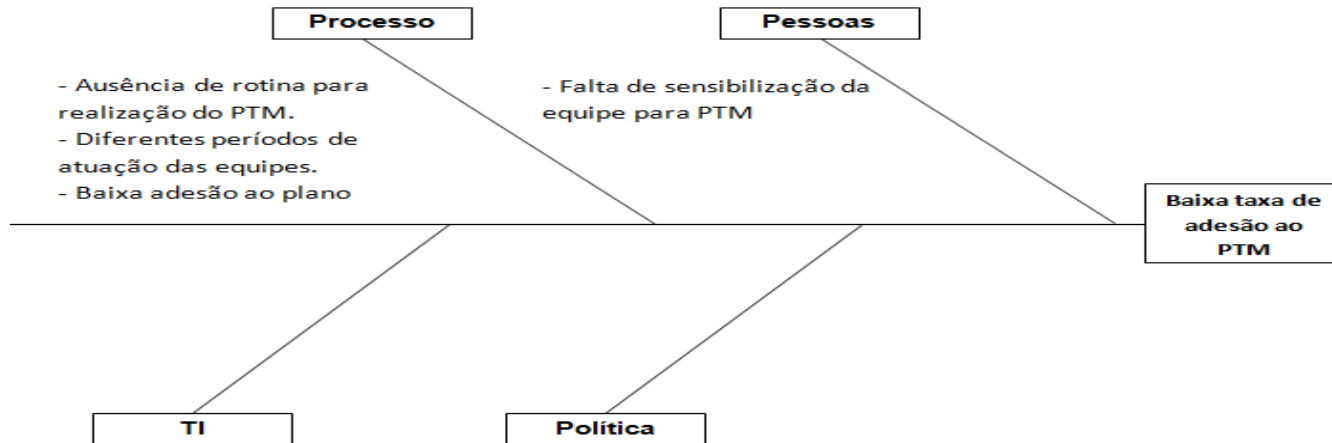 Processo
Pessoas
- Ausência de rotina para
realização do PTM.
- Diferentes períodos de
atuação das equipes.
- Baixa adesão ao plano
- Falta de sensibilização da
equipe para PTM
Baixa taxa de
adesão ao
PTM
TI
Política